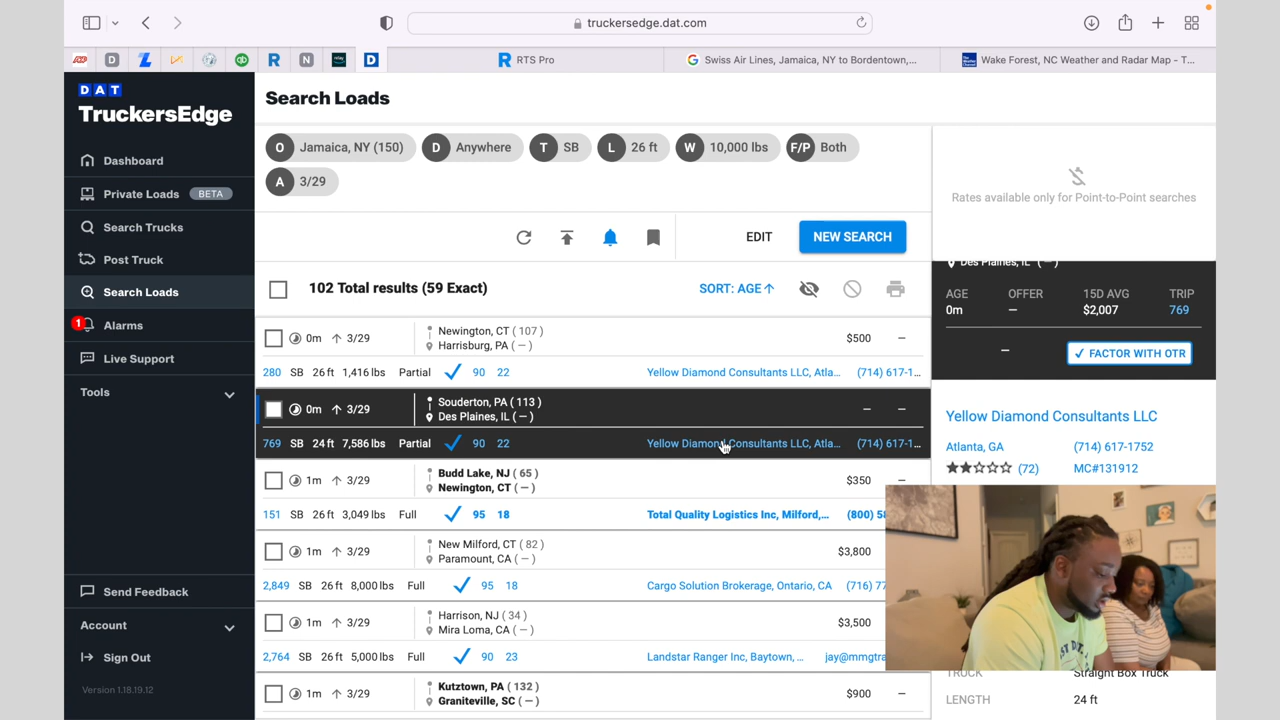 truckersedge.dat.com
RTS Pro
Swiss Air Lines, Jamaica, NY to Bordentown,...
Wake Forest, NC Weather and Radar Map - T...
DAT
TruckersEdge
Dashboard
Private Loads BETA
Search Trucks
Post Truck
Search Loads
1 Alarms
Live Support
Tools
Send Feedback
Account
Sign Out
Version 1.18.19.12
Search Loads
O Jamaica, NY (150) D Anywhere T SB L 26 ft W 10,000 lbs F/P Both
A 3/29
EDIT NEW SEARCH
102 Total results (59 Exact) SORT: AGE
0m 3/29 Newington, CT ( 107 ) $500 –
Harrisburg, PA ( – )
280 SB 26 ft 1,416 lbs Partial 90 22 Yellow Diamond Consultants LLC, Atla... (714) 617-1...
0m 3/29 Souderton, PA ( 113 ) – –
Des Plaines, IL ( – )
769 SB 24 ft 7,586 lbs Partial 90 22 Yellow Diamond Consultants LLC, Atla... (714) 617-1...
1m 3/29 Budd Lake, NJ ( 65 ) $350 –
Newington, CT ( – )
151 SB 26 ft 3,049 lbs Full 95 18 Total Quality Logistics Inc, Milford,... (800) 58
1m 3/29 New Milford, CT ( 82 ) $3,800
Paramount, CA ( – )
2,849 SB 26 ft 8,000 lbs Full 95 18 Cargo Solution Brokerage, Ontario, CA (716) 77
1m 3/29 Harrison, NJ ( 34 ) $3,500
Mira Loma, CA ( – )
2,764 SB 26 ft 5,000 lbs Full 90 23 Landstar Ranger Inc, Baytown, ... jay@mmgtra
1m 3/29 Kutztown, PA ( 132 ) $900 –
Graniteville, SC ( – )
Rates available only for Point-to-Point searches
Des Plaines, IL ( – )
AGE OFFER 15D AVG TRIP
0m – $2,007 769
– ✓ FACTOR WITH OTR
Yellow Diamond Consultants LLC
Atlanta, GA (714) 617-1752
(72) MC#131912
TRUCK Straight Box Truck
LENGTH 24 ft